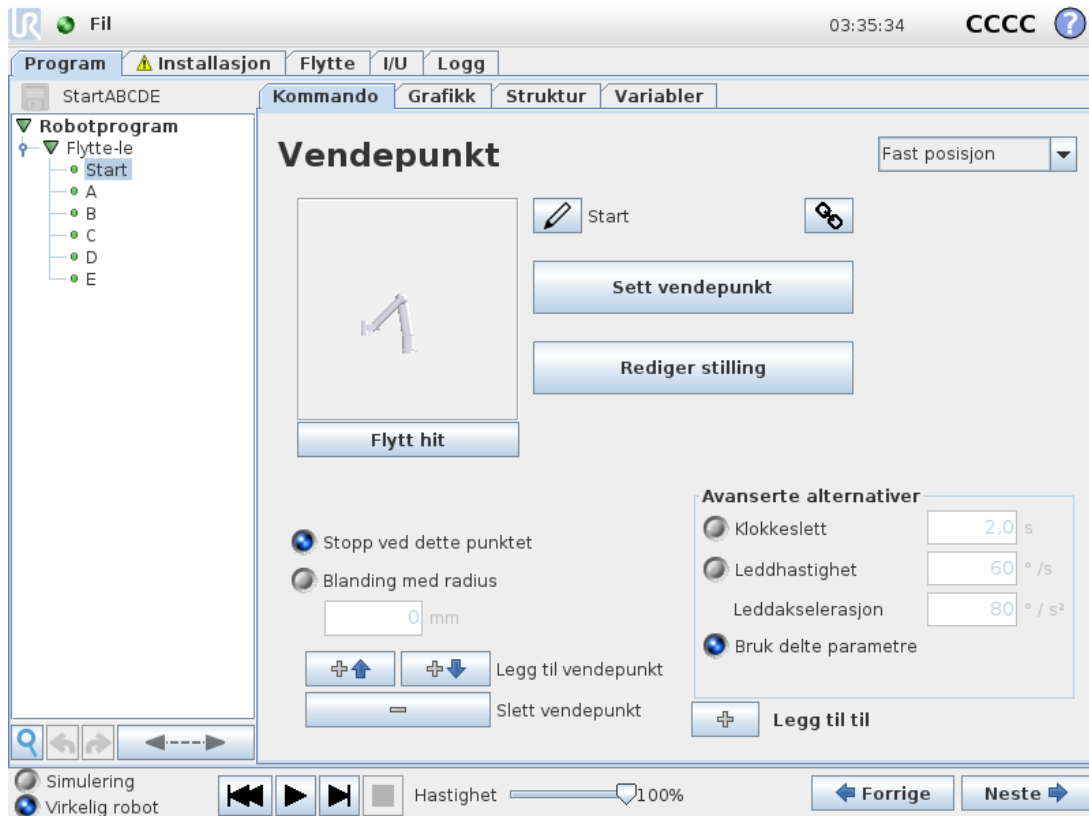 UR Fil 03:35:34 CCCC ?
Program Installasjon Flytte I/U Logg
StartABCDE
Kommando Grafikk Struktur Variabler
Robotprogram
Flytte-le
Start
A
B
C
D
E
Vendepunkt
Fast posisjon
Start
Sett vendepunkt
Rediger stilling
Flytt hit
Stopp ved dette punktet
Blanding med radius
0 mm
Legg til vendepunkt
Slett vendepunkt
Avanserte alternativer
Klokkeslett 2,0 s
Leddhastighet 60 ° /s
Leddakselerasjon 80 ° / s²
Bruk delte parametre
Legg til til
Simulering
Virkelig robot
Hastighet 100%
Forrige
Neste